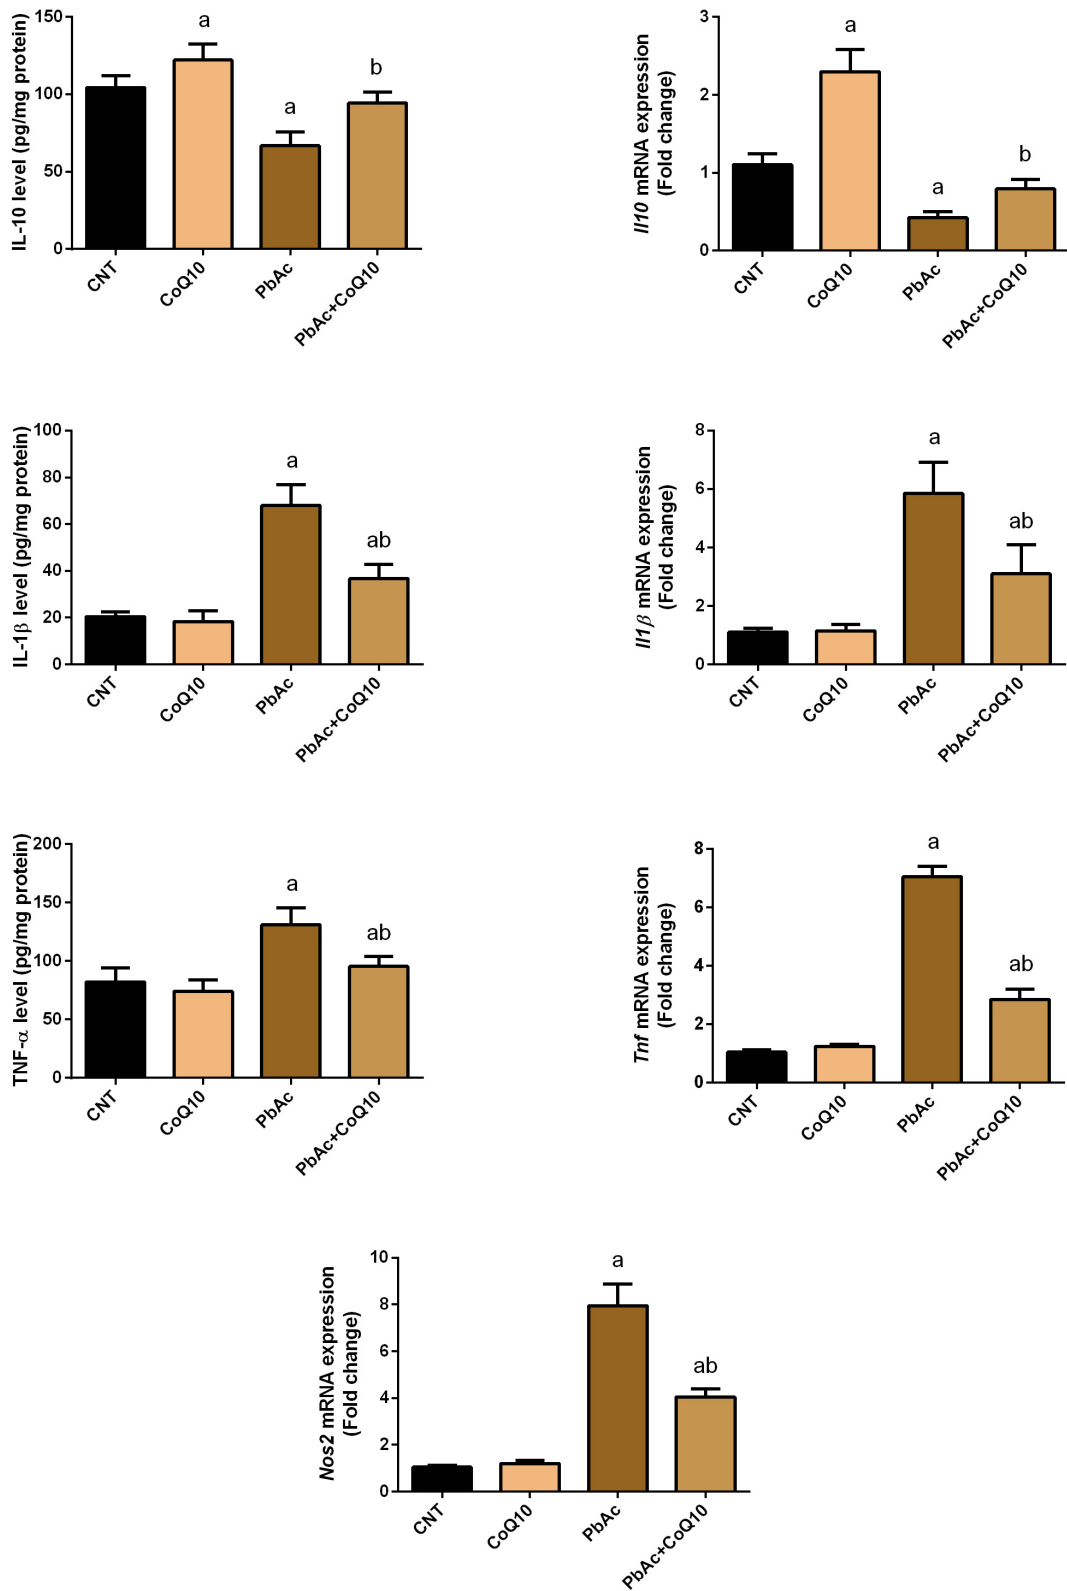 IL-10 level (pg/mg protein)
150
100
50
0
a
a
b
CNT
CoQ10
PbAc
PbAc+CoQ10
Il10 mRNA expression
(Fold change)
3
2
1
0
a
a
b
CNT
CoQ10
PbAc
PbAc+CoQ10
IL-1β level (pg/mg protein)
100
80
60
40
20
0
a
ab
CNT
CoQ10
PbAc
PbAc+CoQ10
Il1β mRNA expression
(Fold change)
8
6
4
2
0
a
ab
CNT
CoQ10
PbAc
PbAc+CoQ10
TNF-α level (pg/mg protein)
200
150
100
50
0
a
ab
CNT
CoQ10
PbAc
PbAc+CoQ10
Tnf mRNA expression
(Fold change)
8
6
4
2
0
a
ab
CNT
CoQ10
PbAc
PbAc+CoQ10
Nos2 mRNA expression
(Fold change)
10
8
6
4
2
0
a
ab
CNT
CoQ10
PbAc
PbAc+CoQ10